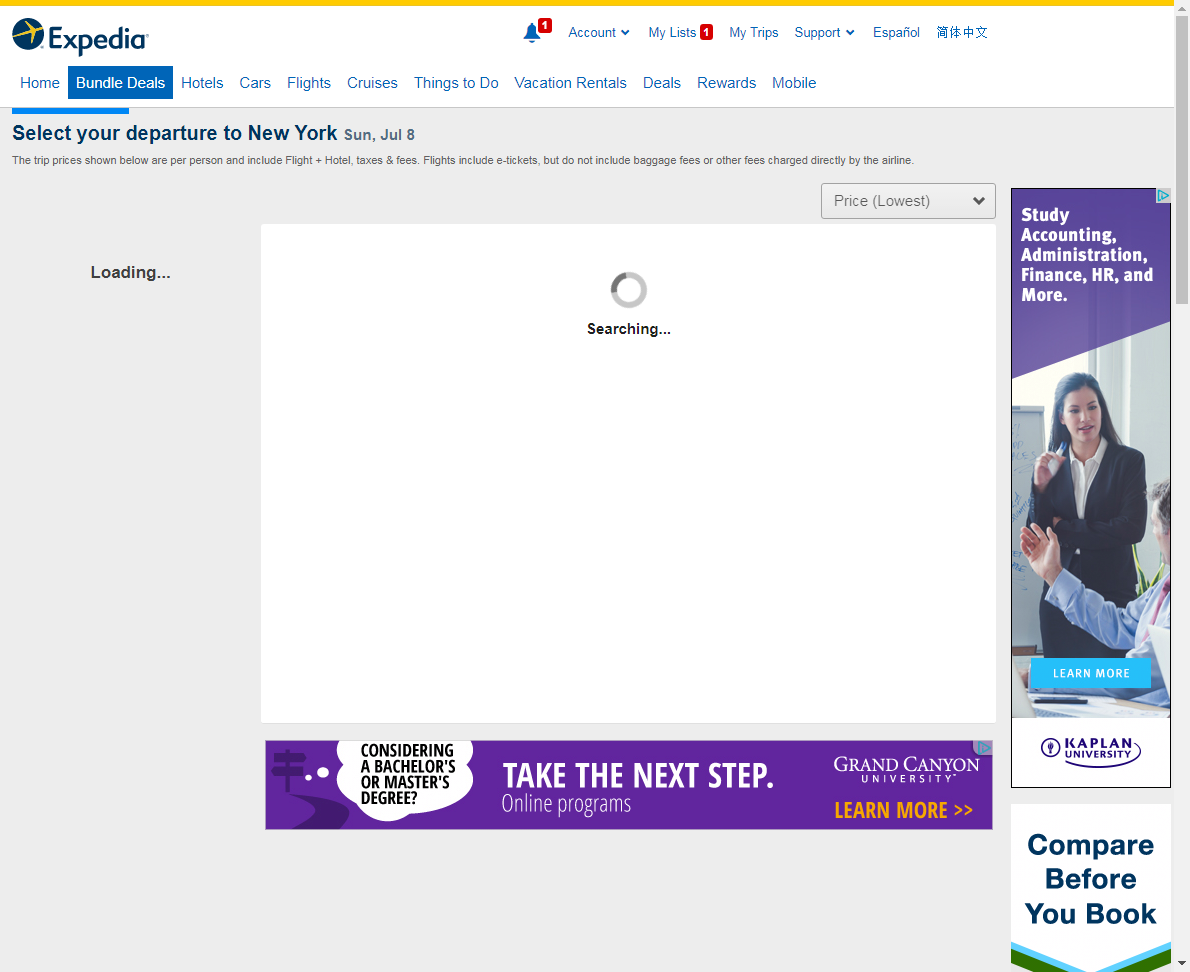 Expedia
1
Account
My Lists 1
My Trips
Support
Español
简体中文
Home
Bundle Deals
Hotels
Cars
Flights
Cruises
Things to Do
Vacation Rentals
Deals
Rewards
Mobile
Select your departure to New York Sun, Jul 8
The trip prices shown below are per person and include Flight + Hotel, taxes & fees. Flights include e-tickets, but do not include baggage fees or other fees charged directly by the airline.
Price (Lowest)
Loading...
Searching...
Study
Accounting,
Administration,
Finance, HR, and
More.
LEARN MORE
KAPLAN
UNIVERSITY
CONSIDERING
A BACHELOR'S
OR MASTER'S
DEGREE?
TAKE THE NEXT STEP.
Online programs
GRAND CANYON
UNIVERSITY™
LEARN MORE >>
Compare
Before
You Book